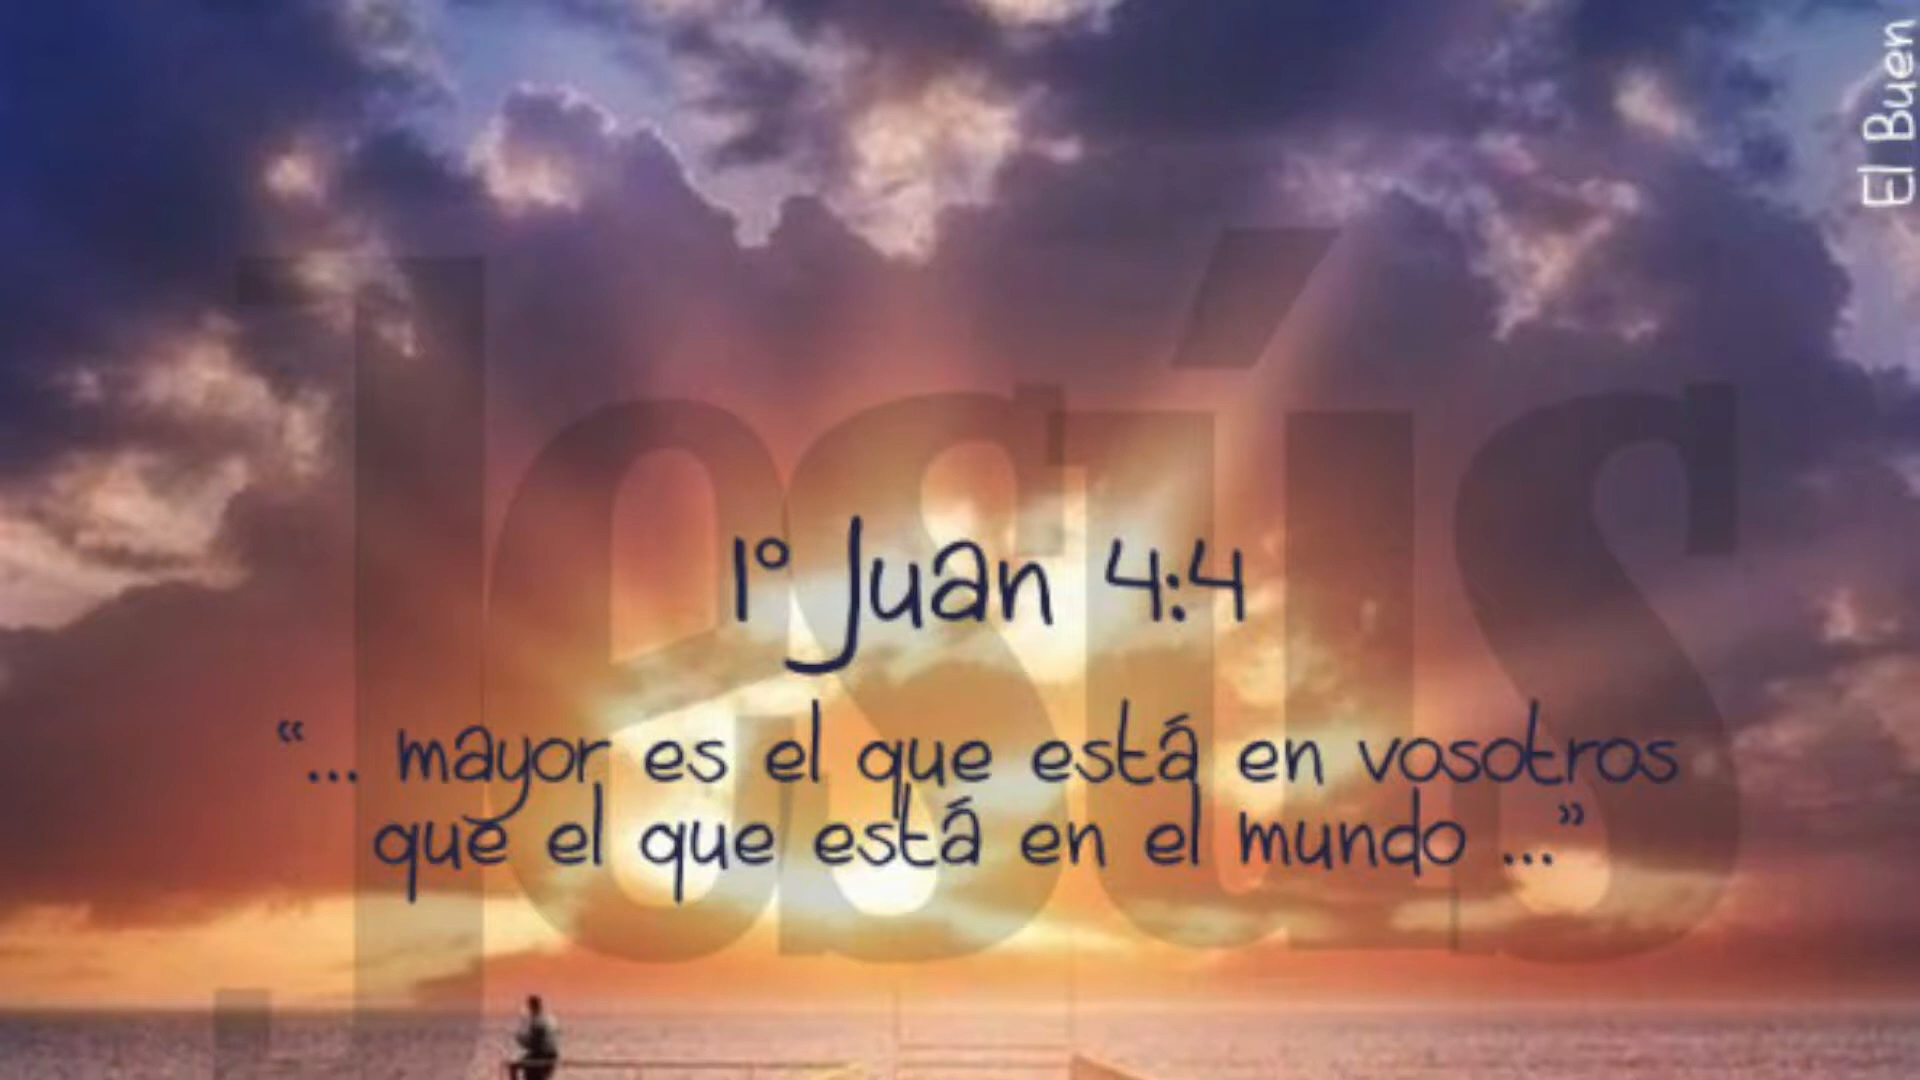 El Buen
Jesús
1° Juan 4:4
“... mayor es el que está en vosotros
que el que está en el mundo ...”